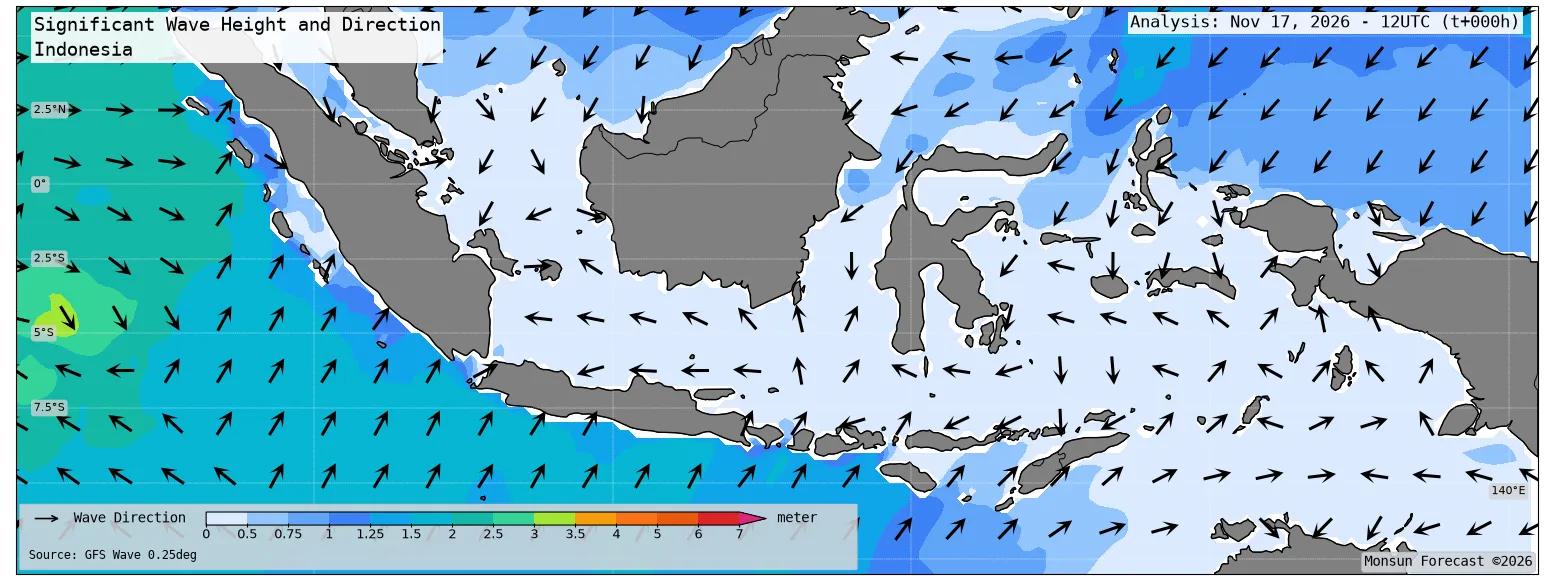 Significant Wave Height and Direction
Indonesia
Analysis: Nov 17, 2026 - 12UTC (t+000h)
2.5°N
0°
2.5°S
5°S
7.5°S
140°E
Wave Direction
meter
0 0.5 0.75 1 1.25 1.5 2 2.5 3 3.5 4 5 6 7
Source: GFS Wave 0.25deg
Monsun Forecast ©2026